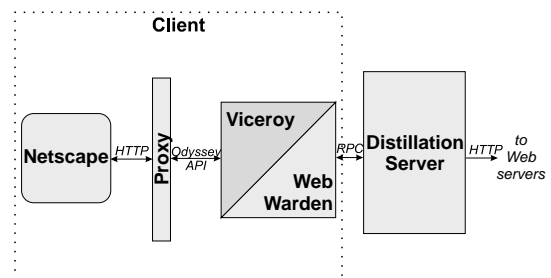 Client
Netscape
HTTP
Proxy
Odyssey
API
Viceroy
Web
Warden
RPC
Distillation
Server
HTTP
to
Web
servers